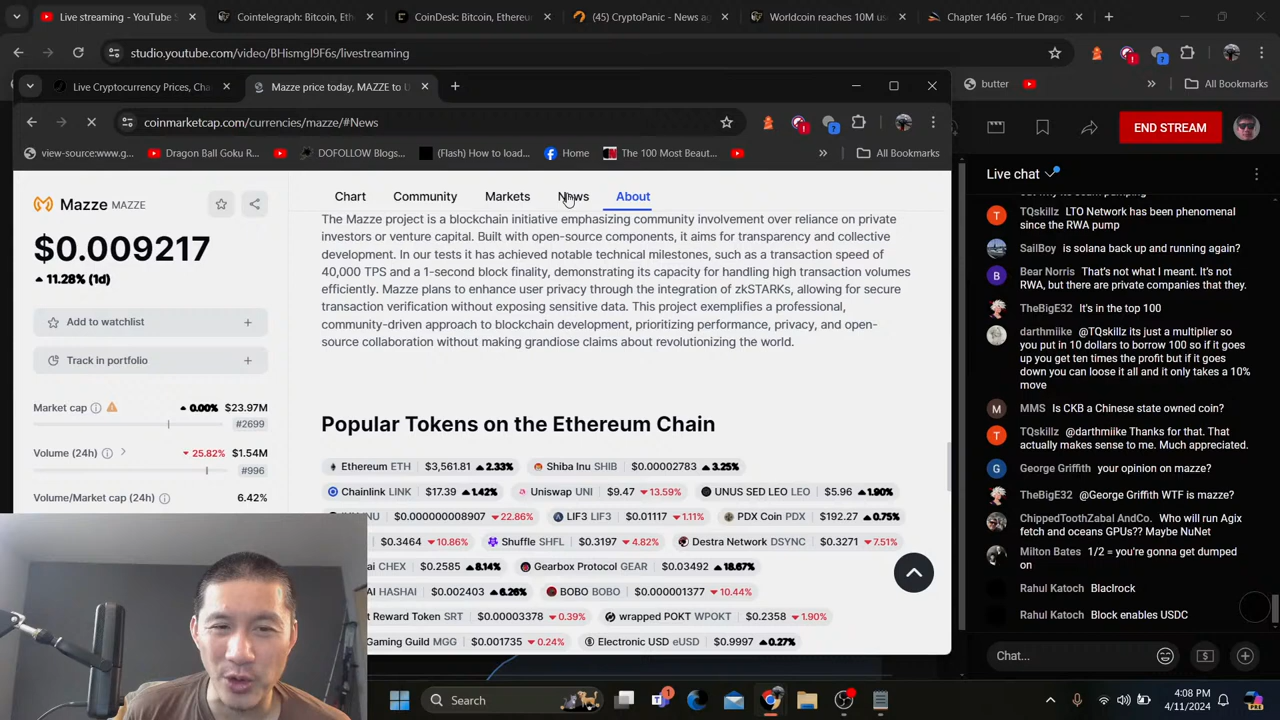 Live streaming - YouTube S
Cointelegraph: Bitcoin, Ethereu
CoinDesk: Bitcoin, Ethereum
(45) CryptoPanic - News ag
Worldcoin reaches 10M us
Chapter 1466 - True Drago
studio.youtube.com/video/BHismgI9F6s/livestreaming
butter
All Bookmarks
Live Cryptocurrency Prices, Cha
Mazze price today, MAZZE to U
coinmarketcap.com/currencies/mazze/#News
view-source:www.g...
Dragon Ball Goku R...
DOFOLLOW Blogs...
(Flash) How to load...
Home
The 100 Most Beaut...
All Bookmarks
END STREAM
Mazze MAZZE
$0.009217
11.28% (1d)
Add to watchlist
Track in portfolio
Market cap
0.00% $23.97M
#2699
Volume (24h)
25.82% $1.54M
#996
Volume/Market cap (24h)
6.42%
Chart
Community
Markets
News
About
The Mazze project is a blockchain initiative emphasizing community involvement over reliance on private
investors or venture capital. Built with open-source components, it aims for transparency and collective
development. In our tests it has achieved notable technical milestones, such as a transaction speed of
40,000 TPS and a 1-second block finality, demonstrating its capacity for handling high transaction volumes
efficiently. Mazze plans to enhance user privacy through the integration of zkSTARKs, allowing for secure
transaction verification without exposing sensitive data. This project exemplifies a professional,
community-driven approach to blockchain development, prioritizing performance, privacy, and open-
source collaboration without making grandiose claims about revolutionizing the world.
Popular Tokens on the Ethereum Chain
Ethereum ETH $3,561.81 2.33% Shiba Inu SHIB $0.00002783 3.25%
Chainlink LINK $17.39 1.42% Uniswap UNI $9.47 13.59% UNUS SED LEO LEO $5.96 1.90%
$0.000000008907 22.86% LIF3 LIF3 $0.01117 1.11% PDX Coin PDX $192.27 0.75%
$0.3464 10.86% Shuffle SHFL $0.3197 4.82% Destra Network DSYNC $0.3271 7.51%
ai CHEX $0.2585 8.14% Gearbox Protocol GEAR $0.03492 18.67%
AI HASHAI $0.002403 6.26% BOBO BOBO $0.000001377 10.44%
t Reward Token SRT $0.00003378 0.39% wrapped POKT WPOKT $0.2358 1.90%
Gaming Guild MGG $0.001735 0.24% Electronic USD eUSD $0.9997 0.27%
Live chat
TQskillz LTO Network has been phenomenal
since the RWA pump
SailBoy is solana back up and running again?
Bear Norris That's not what I meant. It's not
RWA, but there are private companies that they.
TheBigE32 It's in the top 100
darthmiike @TQskillz its just a multiplier so
you put in 10 dollars to borrow 100 so if it goes
up you get ten times the profit but if it goes
down you can loose it all and it only takes a 10%
move
MMS Is CKB a Chinese state owned coin?
TQskillz @darthmiike Thanks for that. That
actually makes sense to me. Much appreciated.
George Griffith your opinion on mazze?
TheBigE32 @George Griffith WTF is mazze?
ChippedToothZabal AndCo. Who will run Agix
fetch and oceans GPUs?? Maybe NuNet
Milton Bates 1/2 = you're gonna get dumped
on
Rahul Katoch Blaclrock
Rahul Katoch Block enables USDC
Chat...
Search
4:08 PM
4/11/2024